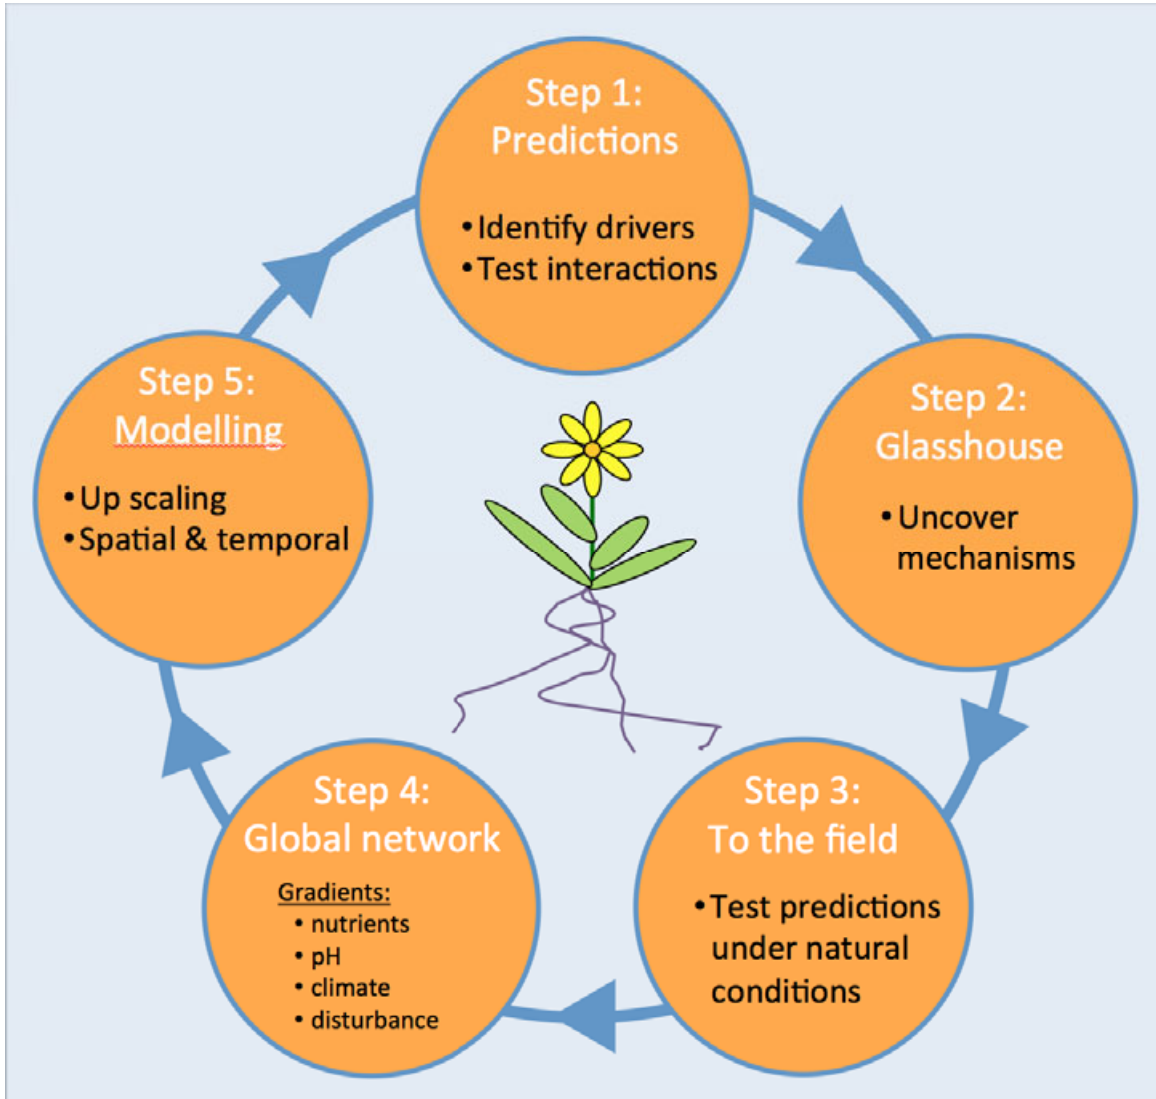 Step 1:
Predictions
• Identify drivers
• Test interactions
Step 2:
Glasshouse
• Uncover
mechanisms
Step 3:
To the field
• Test predictions
under natural
conditions
Step 4:
Global network
Gradients:
• nutrients
• pH
• climate
• disturbance
Step 5:
Modelling
• Up scaling
• Spatial & temporal